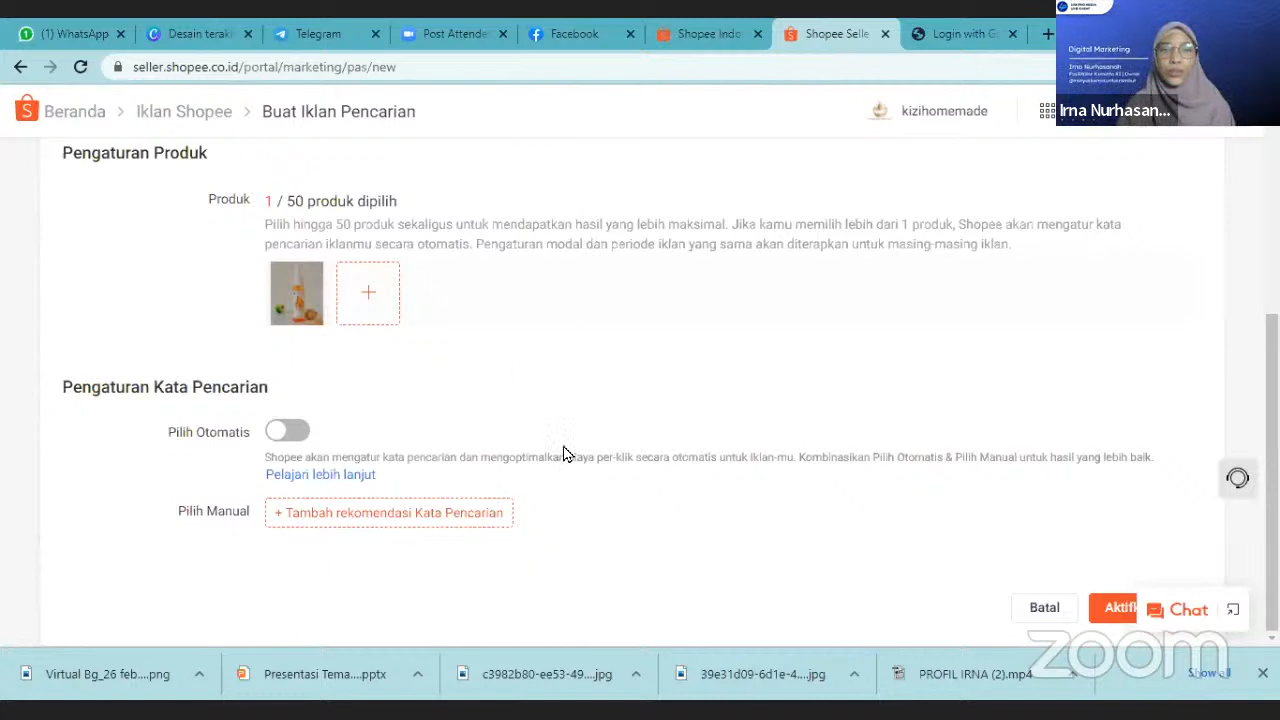 (1) WhatsApp
Desain terak
Telegram
Post Attende
Facebook
Shopee Indo
Shopee Selle
Login with G
seller.shopee.co.id/portal/marketing/pas/new
Digital Marketing
Irna Nurhasanah
Irna Nurhasan...
Beranda > Iklan Shopee > Buat Iklan Pencarian
kizihomemade
Pengaturan Produk
Produk
1 / 50 produk dipilih
Pilih hingga 50 produk sekaligus untuk mendapatkan hasil yang lebih maksimal. Jika kamu memilih lebih dari 1 produk, Shopee akan mengatur kata
pencarian iklanmu secara otomatis. Pengaturan modal dan periode iklan yang sama akan diterapkan untuk masing-masing iklan.
Pengaturan Kata Pencarian
Pilih Otomatis
Shopee akan mengatur kata pencarian dan mengoptimalkan biaya per-klik secara otomatis untuk iklan-mu. Kombinasikan Pilih Otomatis & Pilih Manual untuk hasil yang lebih baik.
Pelajari lebih lanjut
Pilih Manual
+ Tambah rekomendasi Kata Pencarian
Batal
Aktifk
Chat
zoom
Virtual Bg_26 feb....png
Presentasi Tema....pptx
c3982b80-ee53-49...jpg
39e31d09-6d1e-4...jpg
PROFIL IRNA (2).mp4
Show all